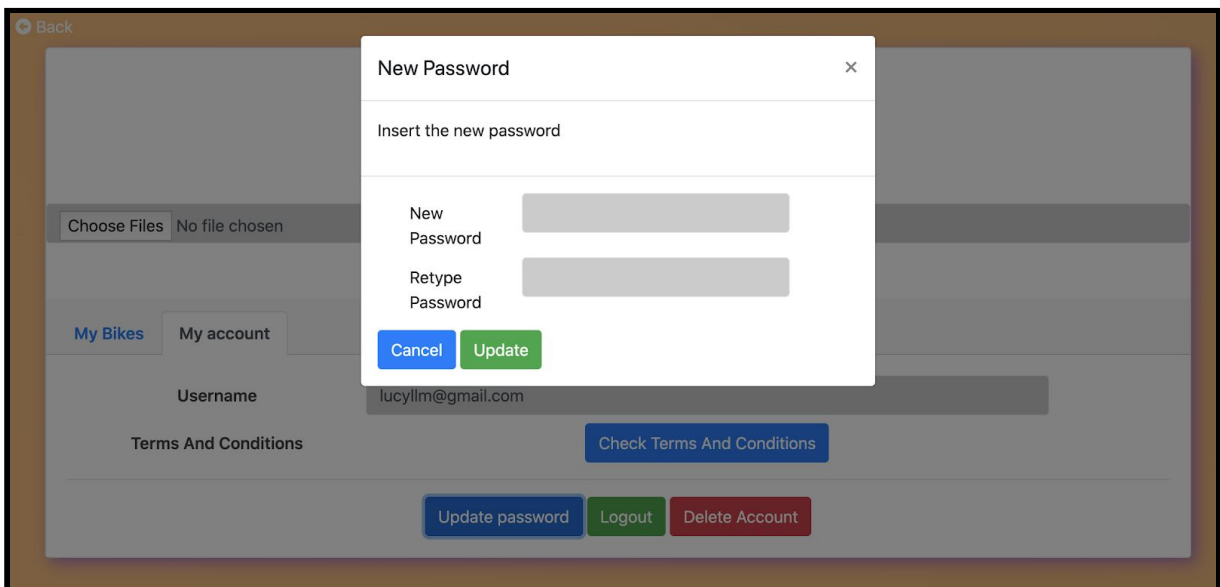 Back
New Password
×
Insert the new password
New
Password
Retype
Password
Cancel Update
Choose Files No file chosen
My Bikes My account
Username lucyllm@gmail.com
Terms And Conditions Check Terms And Conditions
Update password Logout Delete Account